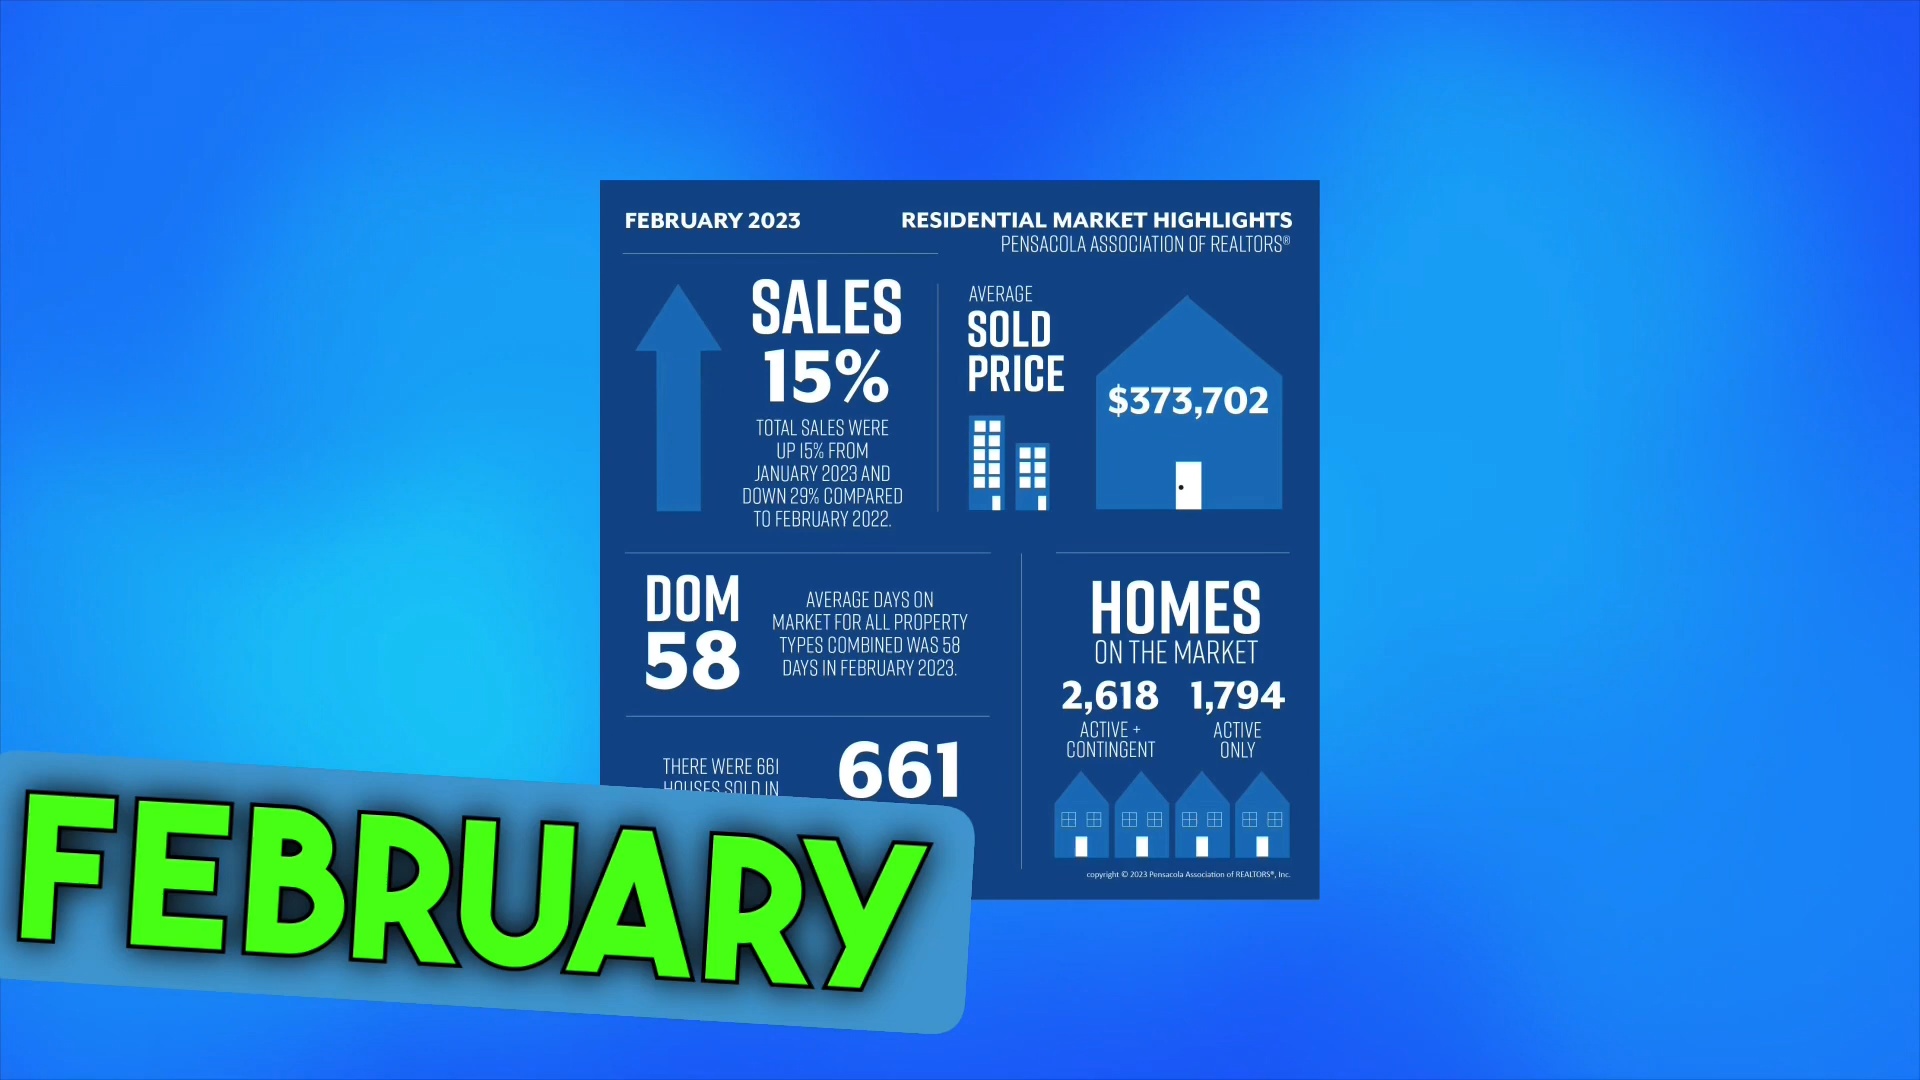 FEBRUARY 2023
RESIDENTIAL MARKET HIGHLIGHTS
PENSACOLA ASSOCIATION OF REALTORS®
SALES
15%
TOTAL SALES WERE
UP 15% FROM
JANUARY 2023 AND
DOWN 29% COMPARED
TO FEBRUARY 2022.
AVERAGE
SOLD
PRICE
$373,702
DOM
58
AVERAGE DAYS ON
MARKET FOR ALL PROPERTY
TYPES COMBINED WAS 58
DAYS IN FEBRUARY 2023.
HOMES
ON THE MARKET
2,618
ACTIVE +
CONTINGENT
1,794
ACTIVE
ONLY
THERE WERE 661
HOUSES SOLD IN
661
copyright © 2023 Pensacola Association of REALTORS®, Inc.
FEBRUARY